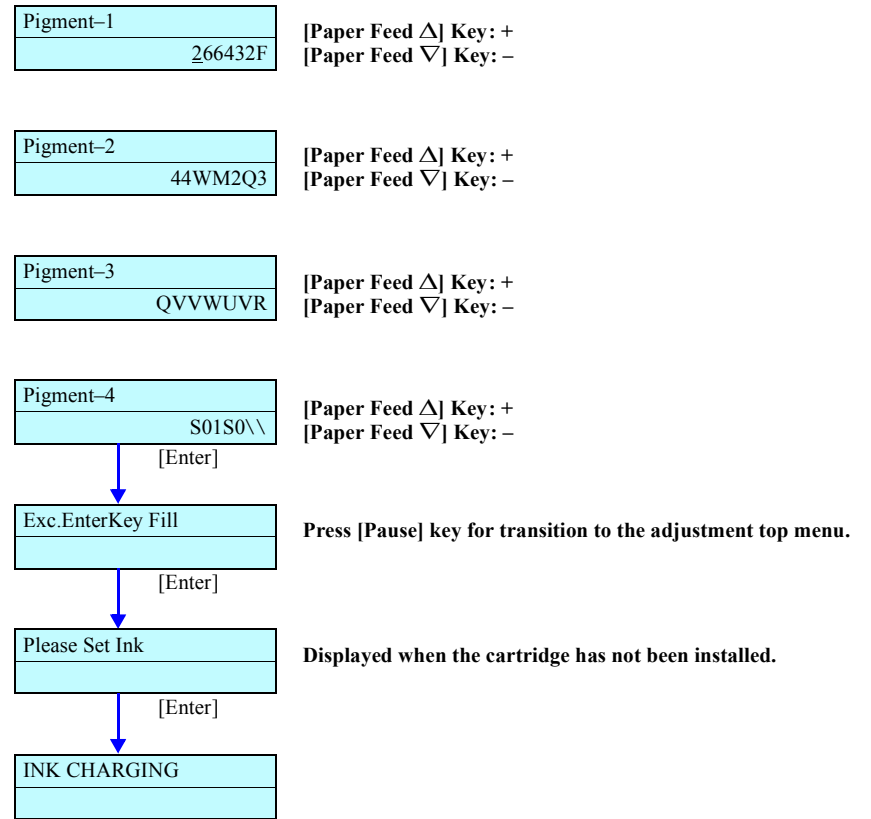 Pigment–1
266432F
[Paper Feed Δ] Key: +
[Paper Feed ∇] Key: –
Pigment–2
44WM2Q3
[Paper Feed Δ] Key: +
[Paper Feed ∇] Key: –
Pigment–3
QVVWUVR
[Paper Feed Δ] Key: +
[Paper Feed ∇] Key: –
Pigment–4
S01S0\\
[Paper Feed Δ] Key: +
[Paper Feed ∇] Key: –
[Enter]
Exc.EnterKey Fill
Press [Pause] key for transition to the adjustment top menu.
[Enter]
Please Set Ink
Displayed when the cartridge has not been installed.
[Enter]
INK CHARGING